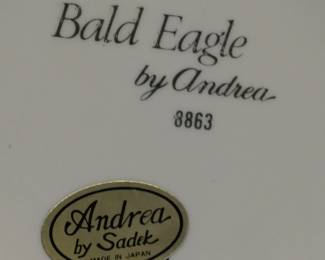 Bald Eagle
by Andrea
8863
Andrea
by Sadek
MADE IN JAPAN